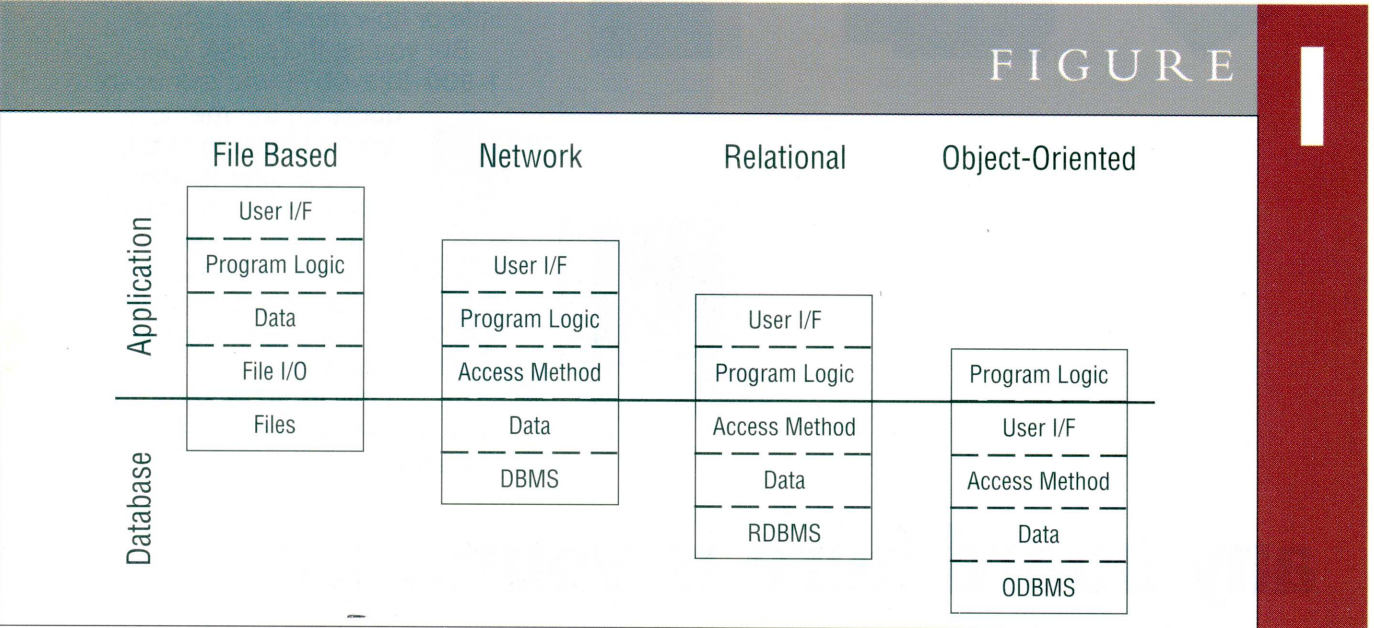 FIGURE 1
File Based
Network
Relational
Object-Oriented
Application
Database
User I/F
Program Logic
Data
File I/O
Files
User I/F
Program Logic
Access Method
Data
DBMS
User I/F
Program Logic
Access Method
Data
RDBMS
Program Logic
User I/F
Access Method
Data
ODBMS